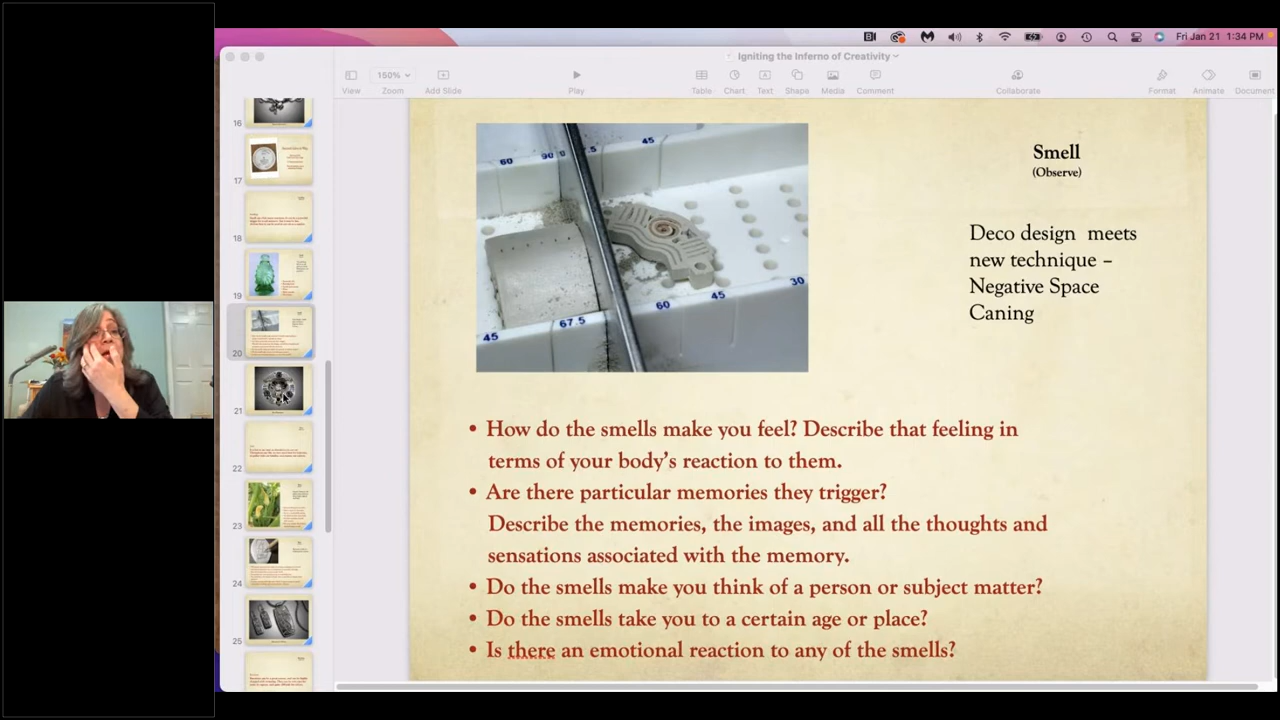 Fri Jan 21 1:34 PM
Igniting the Inferno of Creativity
150%
View
Zoom
Add Slide
Play
Table
Chart
Text
Shape
Media
Comment
Collaborate
Format
Animate
Document
16
17
18
19
20
21
22
23
24
25
60
45
45
67.5
60
45
30
Smell
(Observe)
Deco design meets
new technique –
Negative Space
Caning
• How do the smells make you feel? Describe that feeling in
terms of your body's reaction to them.
• Are there particular memories they trigger?
Describe the memories, the images, and all the thoughts and
sensations associated with the memory.
• Do the smells make you think of a person or subject matter?
• Do the smells take you to a certain age or place?
• Is there an emotional reaction to any of the smells?